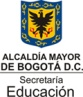 ALCALDÍA MAYOR
DE BOGOTÁ D.C.
Secretaría
Educación